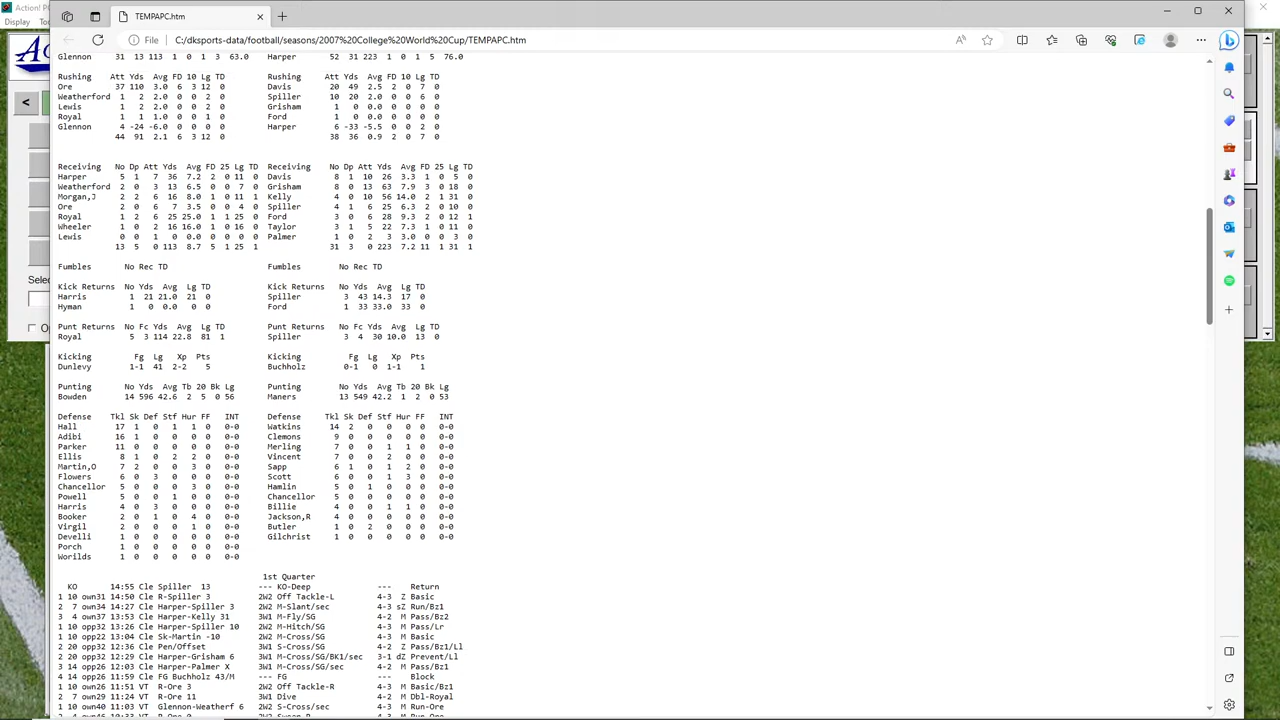 Action! P
TEMPAPC.htm
Display To
File C:/dksports-data/football/seasons/2007%20College%20World%20Cup/TEMPAPC.htm
Glennon 31 13 113 1 0 1 3 63.0 Harper 52 31 223 1 0 1 5 76.0
Rushing Att Yds Avg FD 10 Lg TD Rushing Att Yds Avg FD 10 Lg TD
Ore 37 110 3.0 6 3 12 0 Davis 20 49 2.5 2 0 7 0
Weatherford 1 2 2.0 0 0 2 0 Spiller 10 20 2.0 0 0 6 0
Lewis 1 2 2.0 0 0 2 0 Grisham 1 0 0.0 0 0 0 0
Royal 1 1 1.0 0 0 1 0 Ford 1 0 0.0 0 0 0 0
Glennon 4 -24 -6.0 0 0 0 0 Harper 6 -33 -5.5 0 0 2 0
44 91 2.1 6 3 12 0 38 36 0.9 2 0 7 0
Receiving No Dp Att Yds Avg FD 25 Lg TD Receiving No Dp Att Yds Avg FD 25 Lg TD
Harper 5 1 7 36 7.2 2 0 11 0 Davis 8 1 10 26 3.3 1 0 5 0
Weatherford 2 0 3 13 6.5 0 0 7 0 Grisham 8 0 13 63 7.9 3 0 18 0
Morgan,J 2 2 6 16 8.0 1 0 11 1 Kelly 4 0 10 56 14.0 2 1 31 0
Ore 2 0 6 7 3.5 0 0 4 0 Spiller 4 1 6 25 6.3 2 0 10 0
Royal 1 2 6 25 25.0 1 1 25 0 Ford 3 0 6 28 9.3 2 0 12 1
Wheeler 1 0 2 16 16.0 1 0 16 0 Taylor 3 1 5 22 7.3 1 0 11 0
Lewis 0 0 1 0 0.0 0 0 0 0 Palmer 1 0 2 3 3.0 0 0 3 0
13 5 0 113 8.7 5 1 25 1 31 3 0 223 7.2 11 1 31 1
Fumbles No Rec TD Fumbles No Rec TD
Kick Returns No Yds Avg Lg TD Kick Returns No Yds Avg Lg TD
Harris 1 21 21.0 21 0 Spiller 3 43 14.3 17 0
Hyman 1 0 0.0 0 0 Ford 1 33 33.0 33 0
Punt Returns No Fc Yds Avg Lg TD Punt Returns No Fc Yds Avg Lg TD
Royal 5 3 114 22.8 81 1 Spiller 3 4 30 10.0 13 0
Kicking Fg Lg Xp Pts Kicking Fg Lg Xp Pts
Dunlevy 1-1 41 2-2 5 Buchholz 0-1 0 1-1 1
Punting No Yds Avg Tb 20 Bk Lg Punting No Yds Avg Tb 20 Bk Lg
Bowden 14 596 42.6 2 5 0 56 Maners 13 549 42.2 1 2 0 53
Defense Tkl Sk Def Stf Hur FF INT Defense Tkl Sk Def Stf Hur FF INT
Hall 17 1 0 1 1 0 0-0 Watkins 14 2 0 0 0 0 0-0
Adibi 16 1 0 0 0 0 0-0 Clemons 9 0 0 0 0 0 0-0
Parker 11 0 0 0 0 0 0-0 Merling 7 0 0 1 1 0 0-0
Ellis 8 1 0 2 2 0 0-0 Vincent 7 0 0 2 0 0 0-0
Martin,O 7 2 0 0 3 0 0-0 Sapp 6 1 0 1 2 0 0-0
Flowers 6 0 3 0 0 0 0-0 Scott 6 0 0 1 3 0 0-0
Chancellor 5 0 0 0 3 0 0-0 Hamlin 5 0 1 0 0 0 0-0
Powell 5 0 0 1 0 0 0-0 Chancellor 5 0 0 0 0 0 0-0
Harris 4 0 3 0 0 0 0-0 Billie 4 0 0 1 1 0 0-0
Booker 2 0 1 0 4 0 0-0 Jackson,R 4 0 0 0 0 0 0-0
Virgil 2 0 0 0 1 0 0-0 Butler 1 0 2 0 0 0 0-0
Develli 1 0 0 0 0 0 0-0 Gilchrist 1 0 0 0 0 0 0-0
Porch 1 0 0 0 0 0 0-0
Worilds 1 0 0 0 0 0 0-0
1st Quarter
KO 14:55 Cle Spiller 13 --- KO-Deep --- Return
1 10 own31 14:50 Cle R-Spiller 3 2W2 Off Tackle-L 4-3 Z Basic
2 7 own34 14:27 Cle Harper-Spiller 3 2W2 M-Slant/sec 4-3 sZ Run/Bz1
3 4 own37 13:53 Cle Harper-Kelly 31 3W1 M-Fly/SG 4-2 M Pass/Bz2
1 10 opp32 13:26 Cle Harper-Spiller 10 2W2 M-Hitch/SG 4-3 M Pass/Lr
1 10 opp22 13:04 Cle Sk-Martin -10 2W2 M-Cross/SG 4-3 M Basic
2 20 opp32 12:36 Cle Pen/Offset 3W1 S-Cross/SG 4-2 Z Pass/Bz1/Ll
2 20 opp32 12:29 Cle Harper-Grisham 6 3W1 M-Cross/SG/BK1/sec 3-1 dZ Prevent/Ll
3 14 opp26 12:03 Cle Harper-Palmer X 3W1 M-Cross/SG/sec 4-2 M Pass/Bz1
4 14 opp26 11:59 Cle FG Buchholz 43/M --- FG --- Block
1 10 own26 11:51 VT R-Ore 3 2W2 Off Tackle-R 4-2 M Basic/Bz1
2 7 own29 11:24 VT R-Ore 11 3W1 Dive 4-2 M Dbl-Royal
1 10 own40 11:03 VT Glennon-Weatherf 6 2W2 S-Cross/sec 4-3 M Run-Ore
Selec